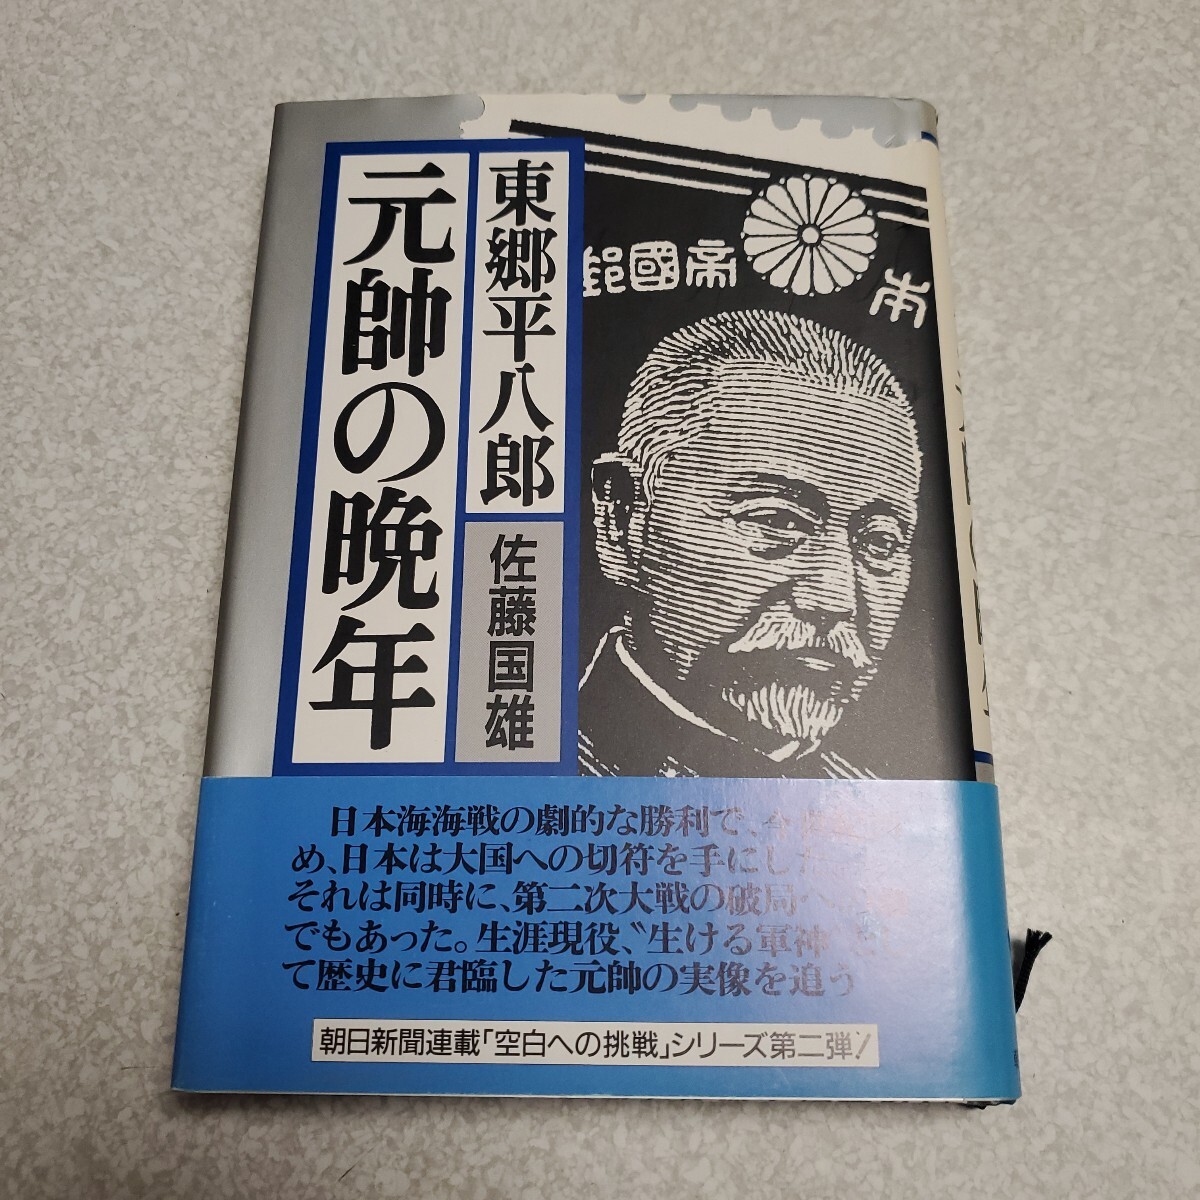 東郷平八郎
元帥の晩年
佐藤国雄
本
帝國郵
日本海海戦の劇的な勝利で、
め、日本は大国への切符を手にした
それは同時に、第二次大戦の破局へ
でもあった。生涯現役、〝生ける軍神
て歴史に君臨した元帥の実像を追う
朝日新聞連載「空白への挑戦」シリーズ第二弾!